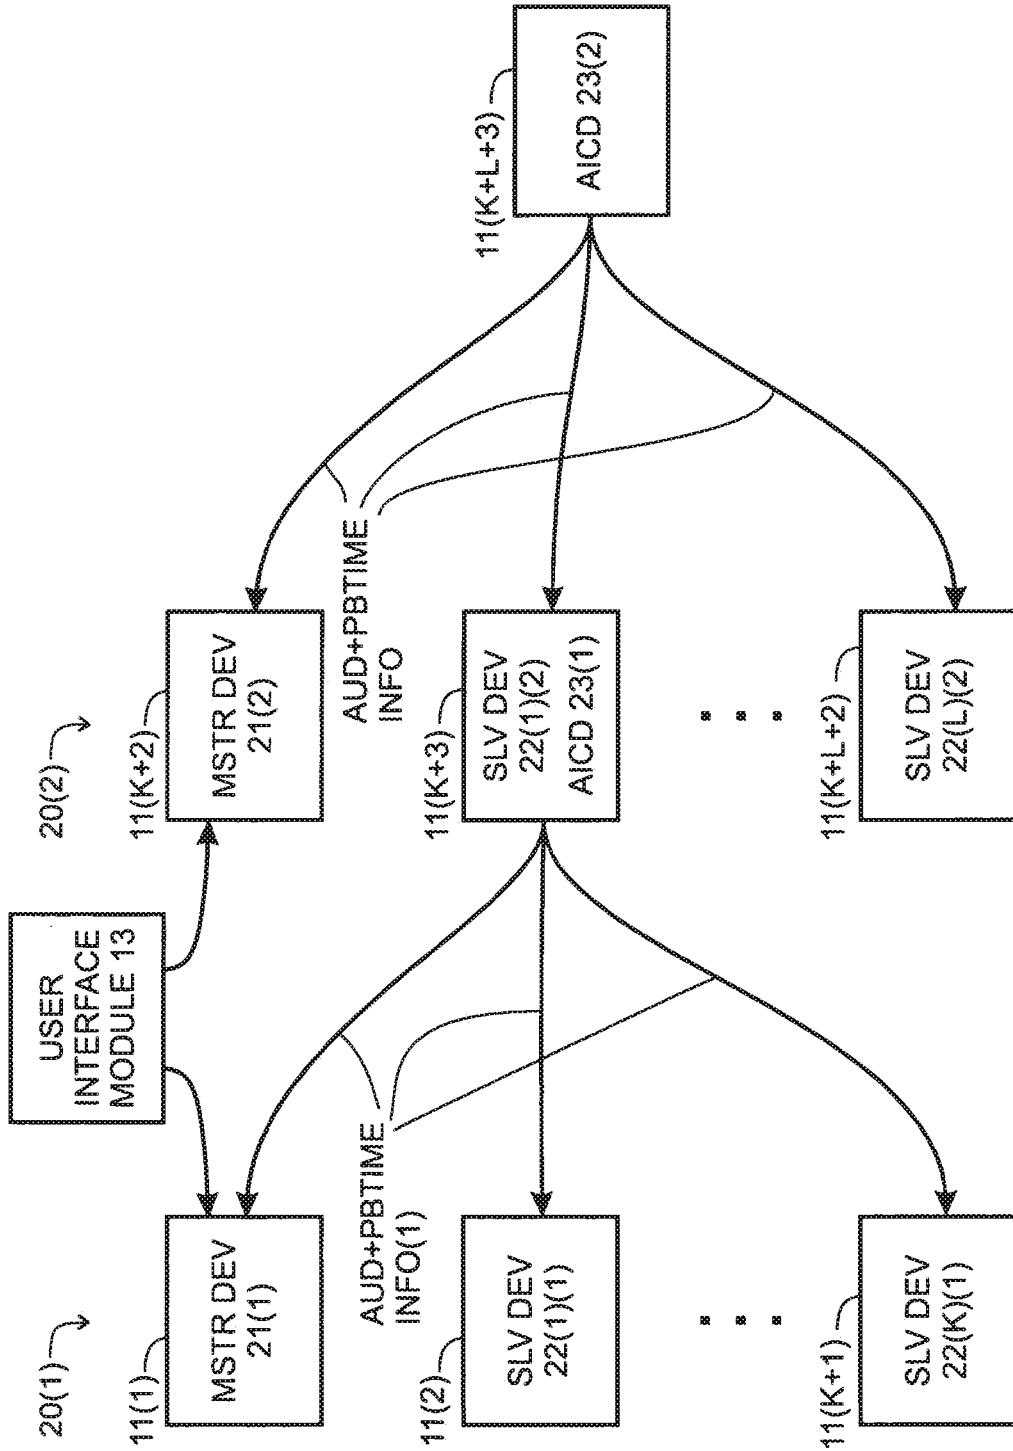 20(1)
11(1)
MSTR DEV
21(1)
AUD+PBTIME
INFO(1)
11(2)
SLV DEV
22(1)(1)
11(K+1)
SLV DEV
22(K)(1)
USER
INTERFACE
MODULE 13
20(2)
11(K+2)
MSTR DEV
21(2)
AUD+PBTIME
INFO
11(K+3)
SLV DEV
22(1)(2)
AICD 23(1)
11(K+L+2)
SLV DEV
22(L)(2)
11(K+L+3)
AICD 23(2)